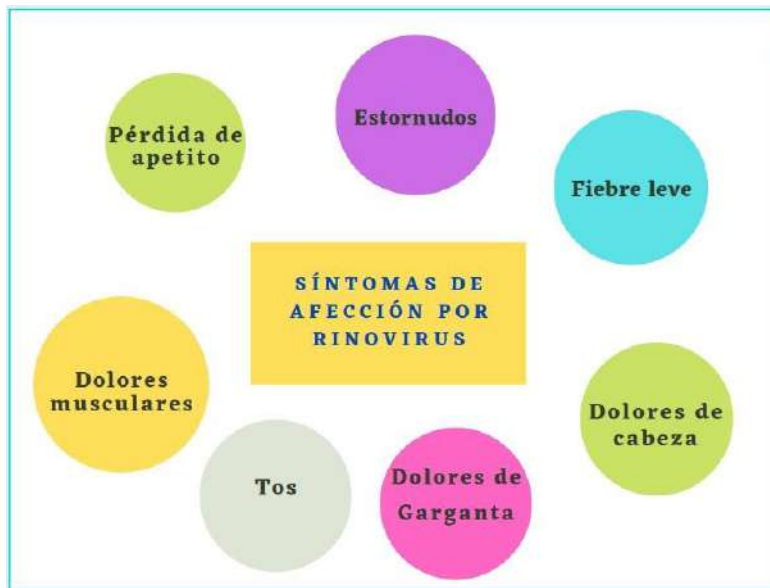 Pérdida de
apetito
Estornudos
Fiebre leve
SÍNTOMAS DE
AFECCIÓN POR
RINOVIRUS
Dolores
musculares
Dolores de
cabeza
Tos
Dolores de
Garganta